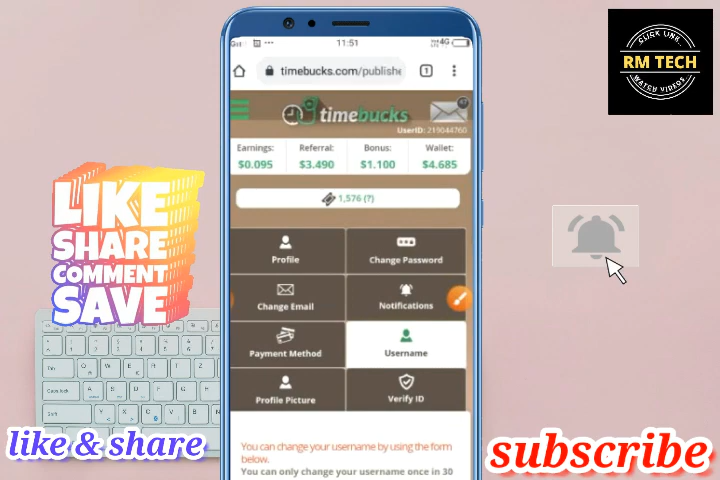 11:51
4G
CLICK LINK..
RM TECH
WATCH VIDEOS
timebucks.com/publishe
1
timebucks
UserID: 219044760
Earnings: Referral: Bonus: Wallet:
$0.095 $3.490 $1.100 $4.685
1,576 (?)
LIKE
SHARE
COMMENT
SAVE
Profile
Change Password
Change Email
Notifications
Payment Method
Username
Profile Picture
Verify ID
You can change your username by using the form
below.
You can only change your username once in 30
like & share
subscribe